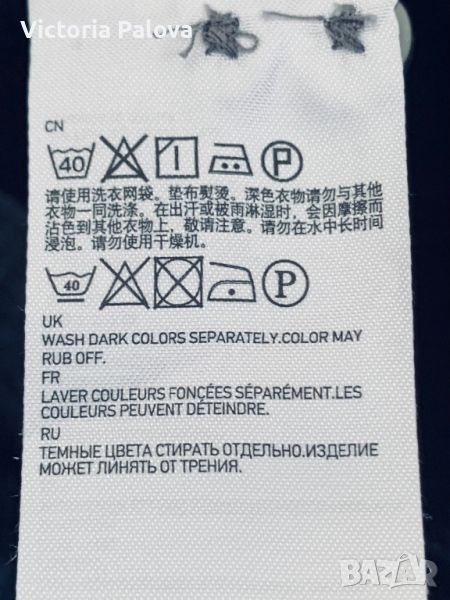 Victoria Palova
CN
40
P
请使用洗衣网袋。垫布熨烫。深色衣物请勿与其他
衣物一同洗涤。在出汗或被雨淋湿时，会因摩擦而
沾色到其他衣物上，敬请注意。请勿在水中长时间
浸泡。请勿使用干燥机。
40
P
UK
WASH DARK COLORS SEPARATELY.COLOR MAY
RUB OFF.
FR
LAVER COULEURS FONCÉES SÉPARÉMENT.LES
COULEURS PEUVENT DÉTEINDRE.
RU
ТЕМНЫЕ ЦВЕТА СТИРАТЬ ОТДЕЛЬНО.ИЗДЕЛИЕ
МОЖЕТ ЛИНЯТЬ ОТ ТРЕНИЯ.
BAZAR